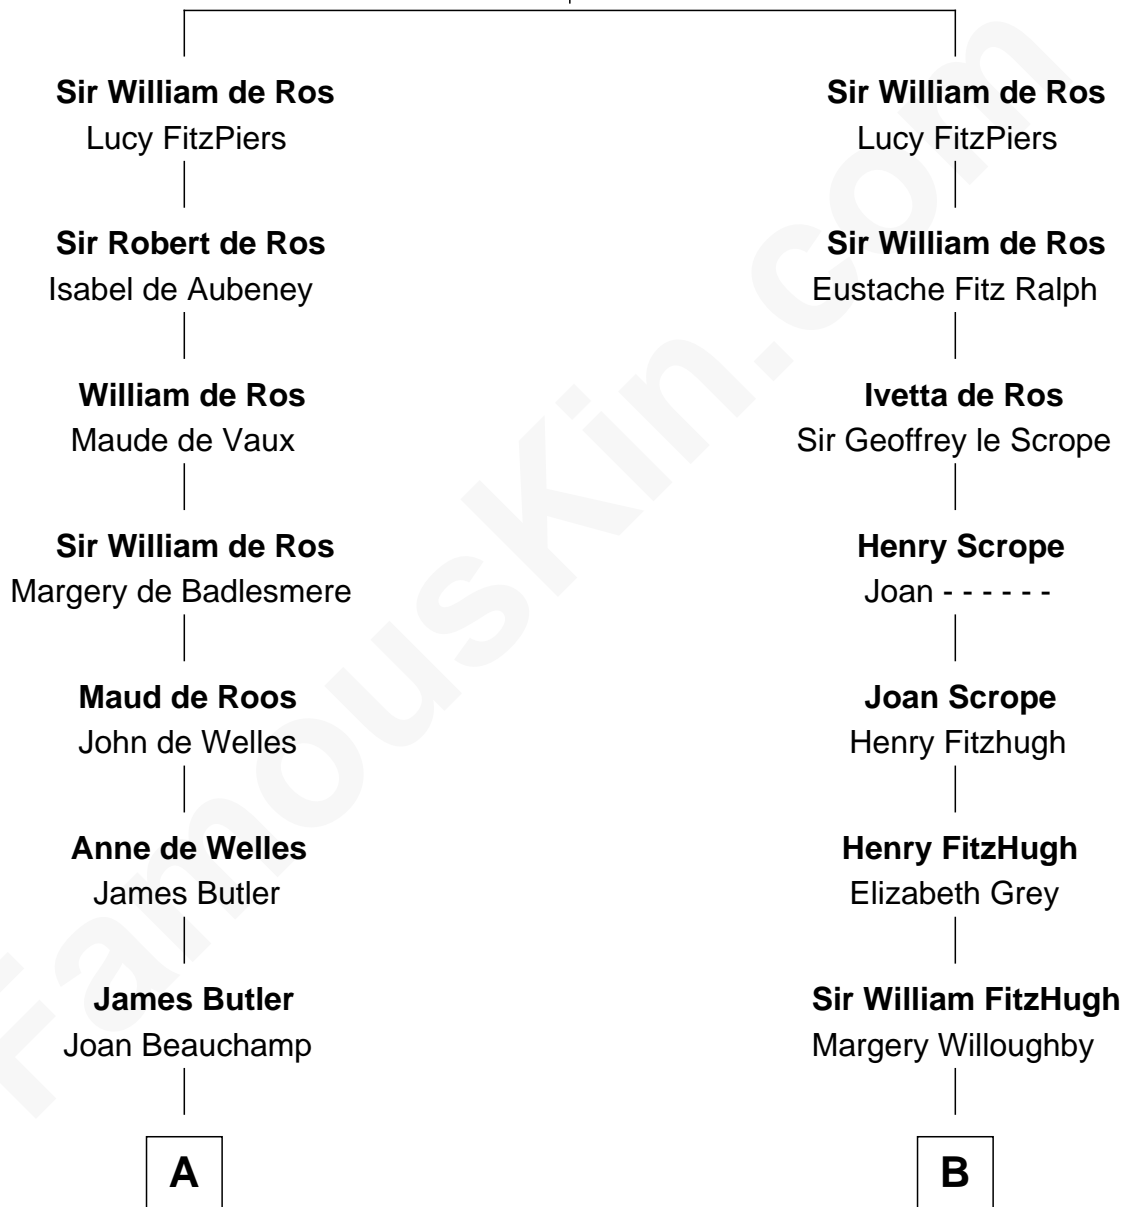 Sir William de Ros
Lucy FitzPiers
Sir Robert de Ros
Isabel de Aubeney
William de Ros
Maude de Vaux
Sir William de Ros
Margery de Badlesmere
Maud de Roos
John de Welles
Anne de Welles
James Butler
James Butler
Joan Beauchamp
A
Sir William de Ros
Lucy FitzPiers
Sir William de Ros
Eustache Fitz Ralph
Ivetta de Ros
Sir Geoffrey le Scrope
Henry Scrope
Joan - - - - - -
Joan Scrope
Henry Fitzhugh
Henry FitzHugh
Elizabeth Grey
Sir William FitzHugh
Margery Willoughby
B
FamousKin.com